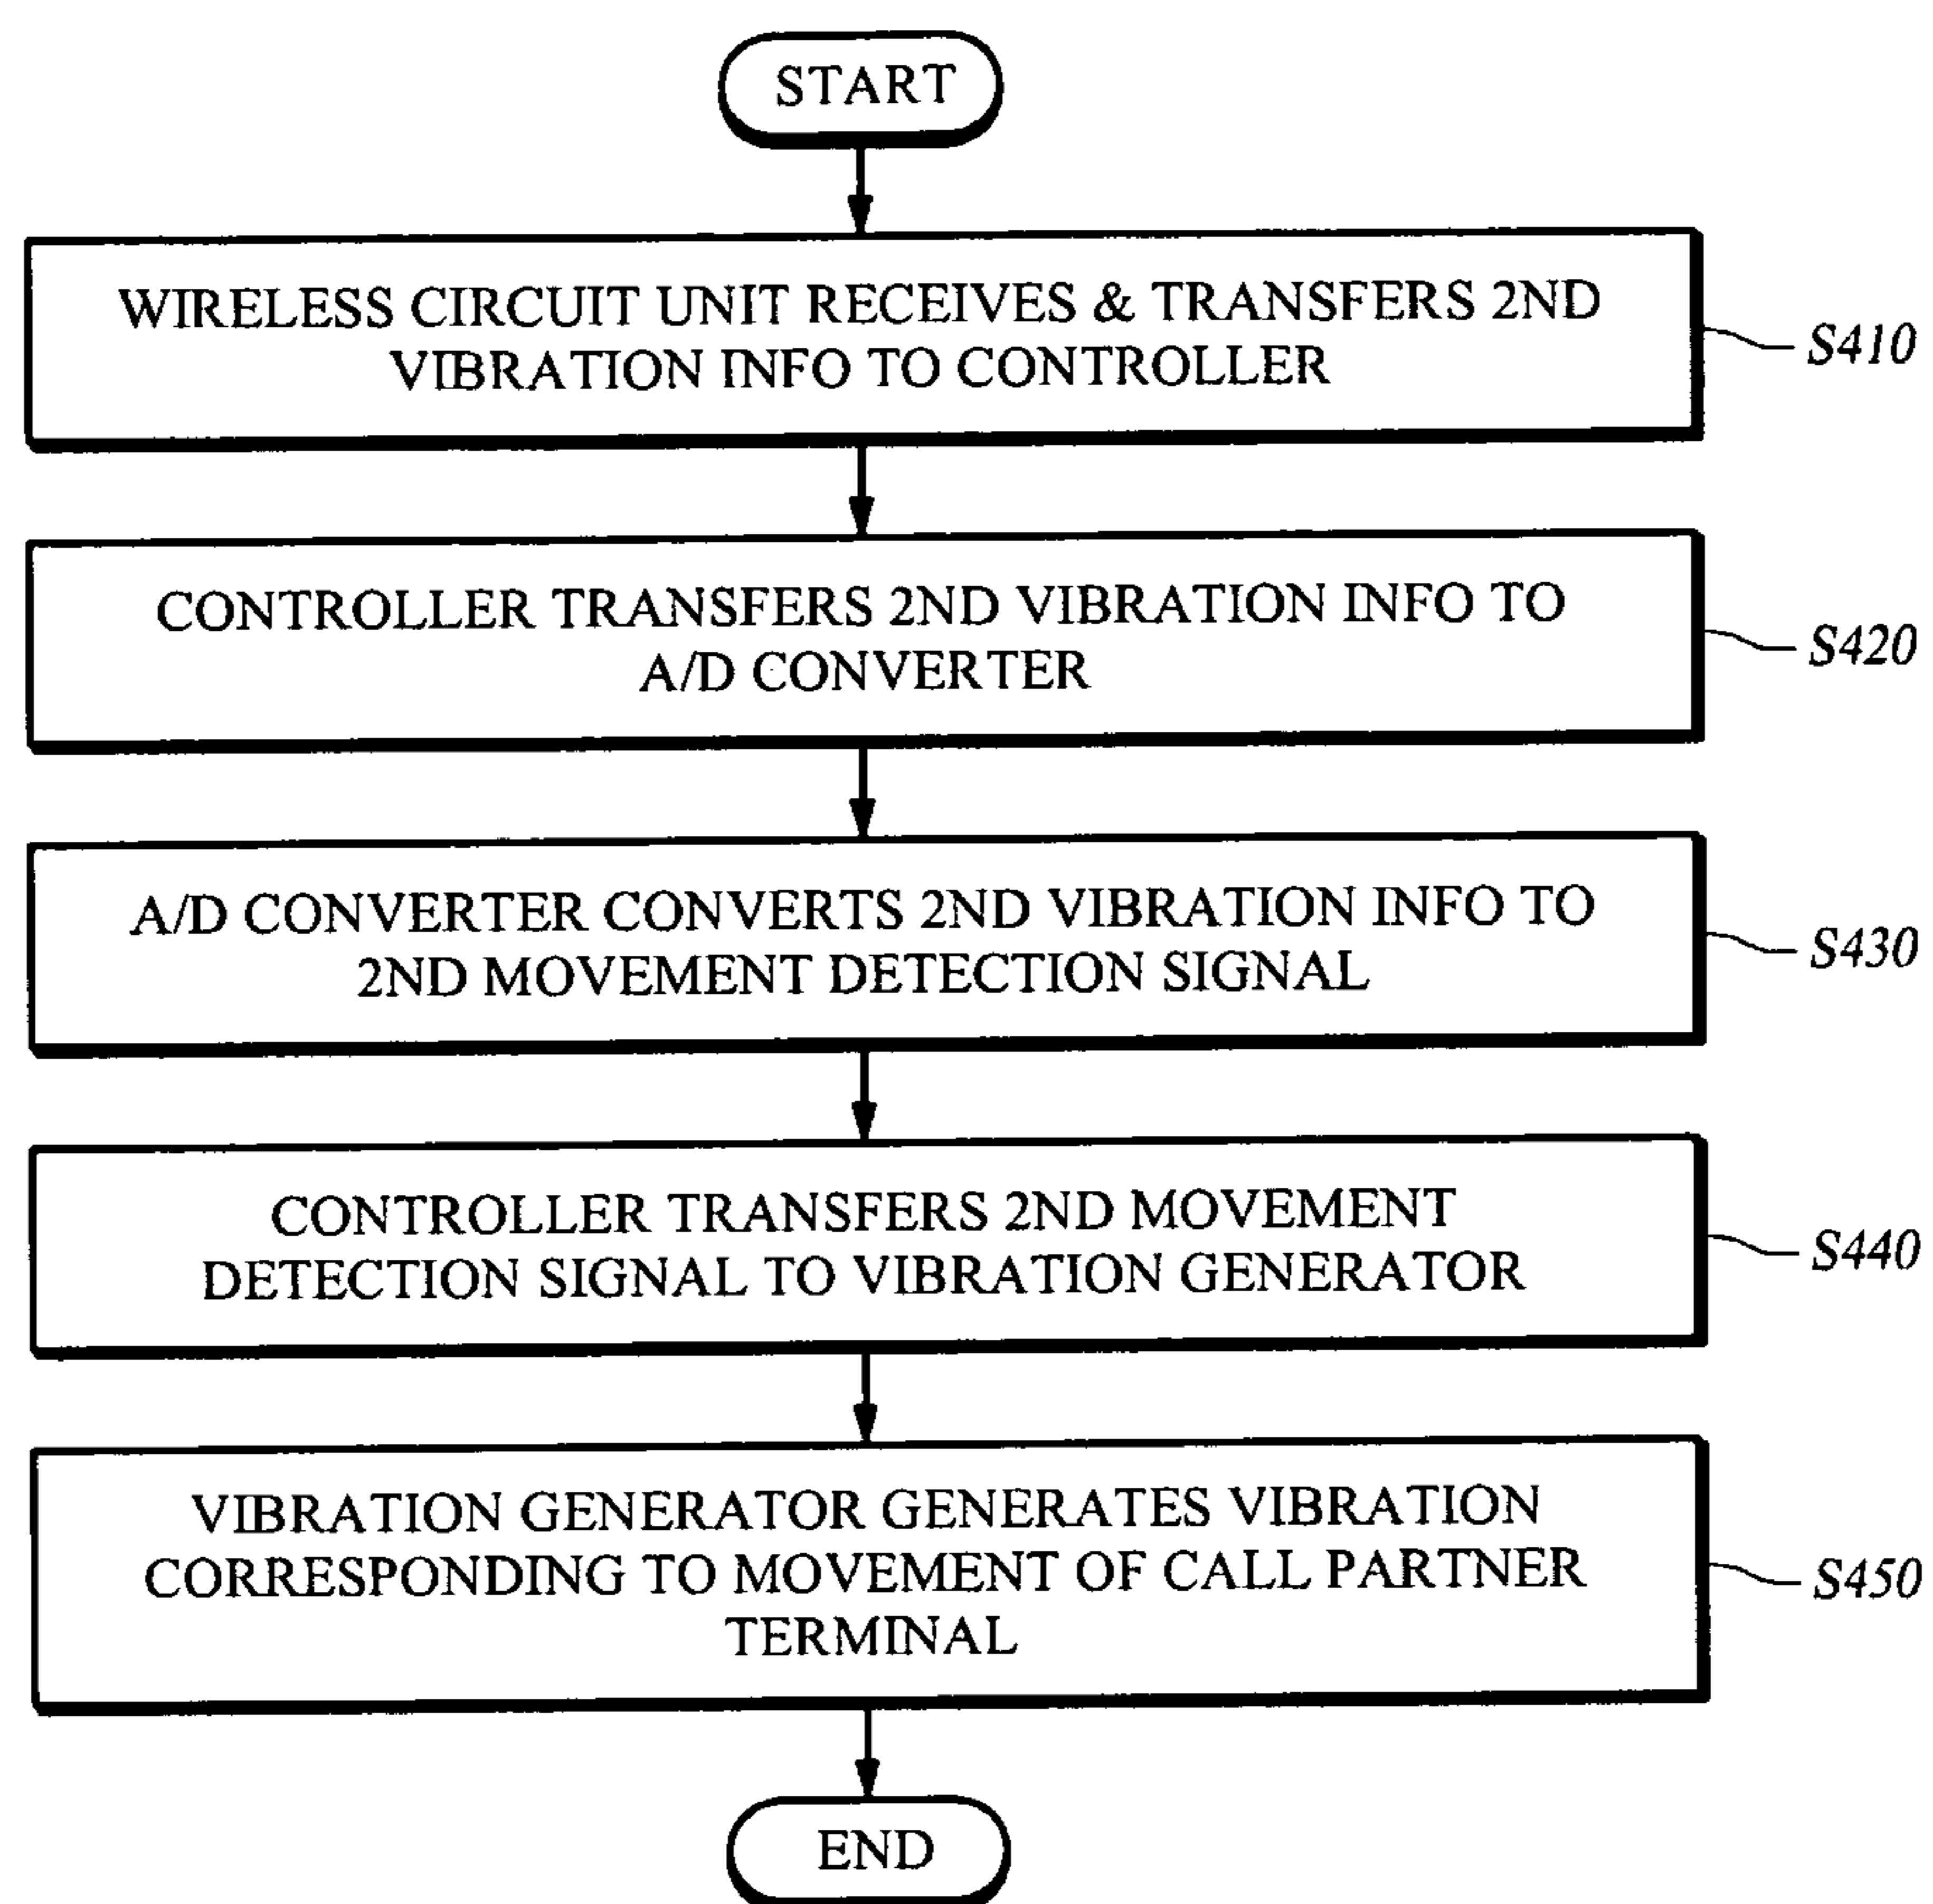 START
WIRELESS CIRCUIT UNIT RECEIVES & TRANSFERS 2ND
VIBRATION INFO TO CONTROLLER
S410
CONTROLLER TRANSFERS 2ND VIBRATION INFO TO
A/D CONVERTER
S420
A/D CONVERTER CONVERTS 2ND VIBRATION INFO TO
2ND MOVEMENT DETECTION SIGNAL
S430
CONTROLLER TRANSFERS 2ND MOVEMENT
DETECTION SIGNAL TO VIBRATION GENERATOR
S440
VIBRATION GENERATOR GENERATES VIBRATION
CORRESPONDING TO MOVEMENT OF CALL PARTNER
TERMINAL
S450
END